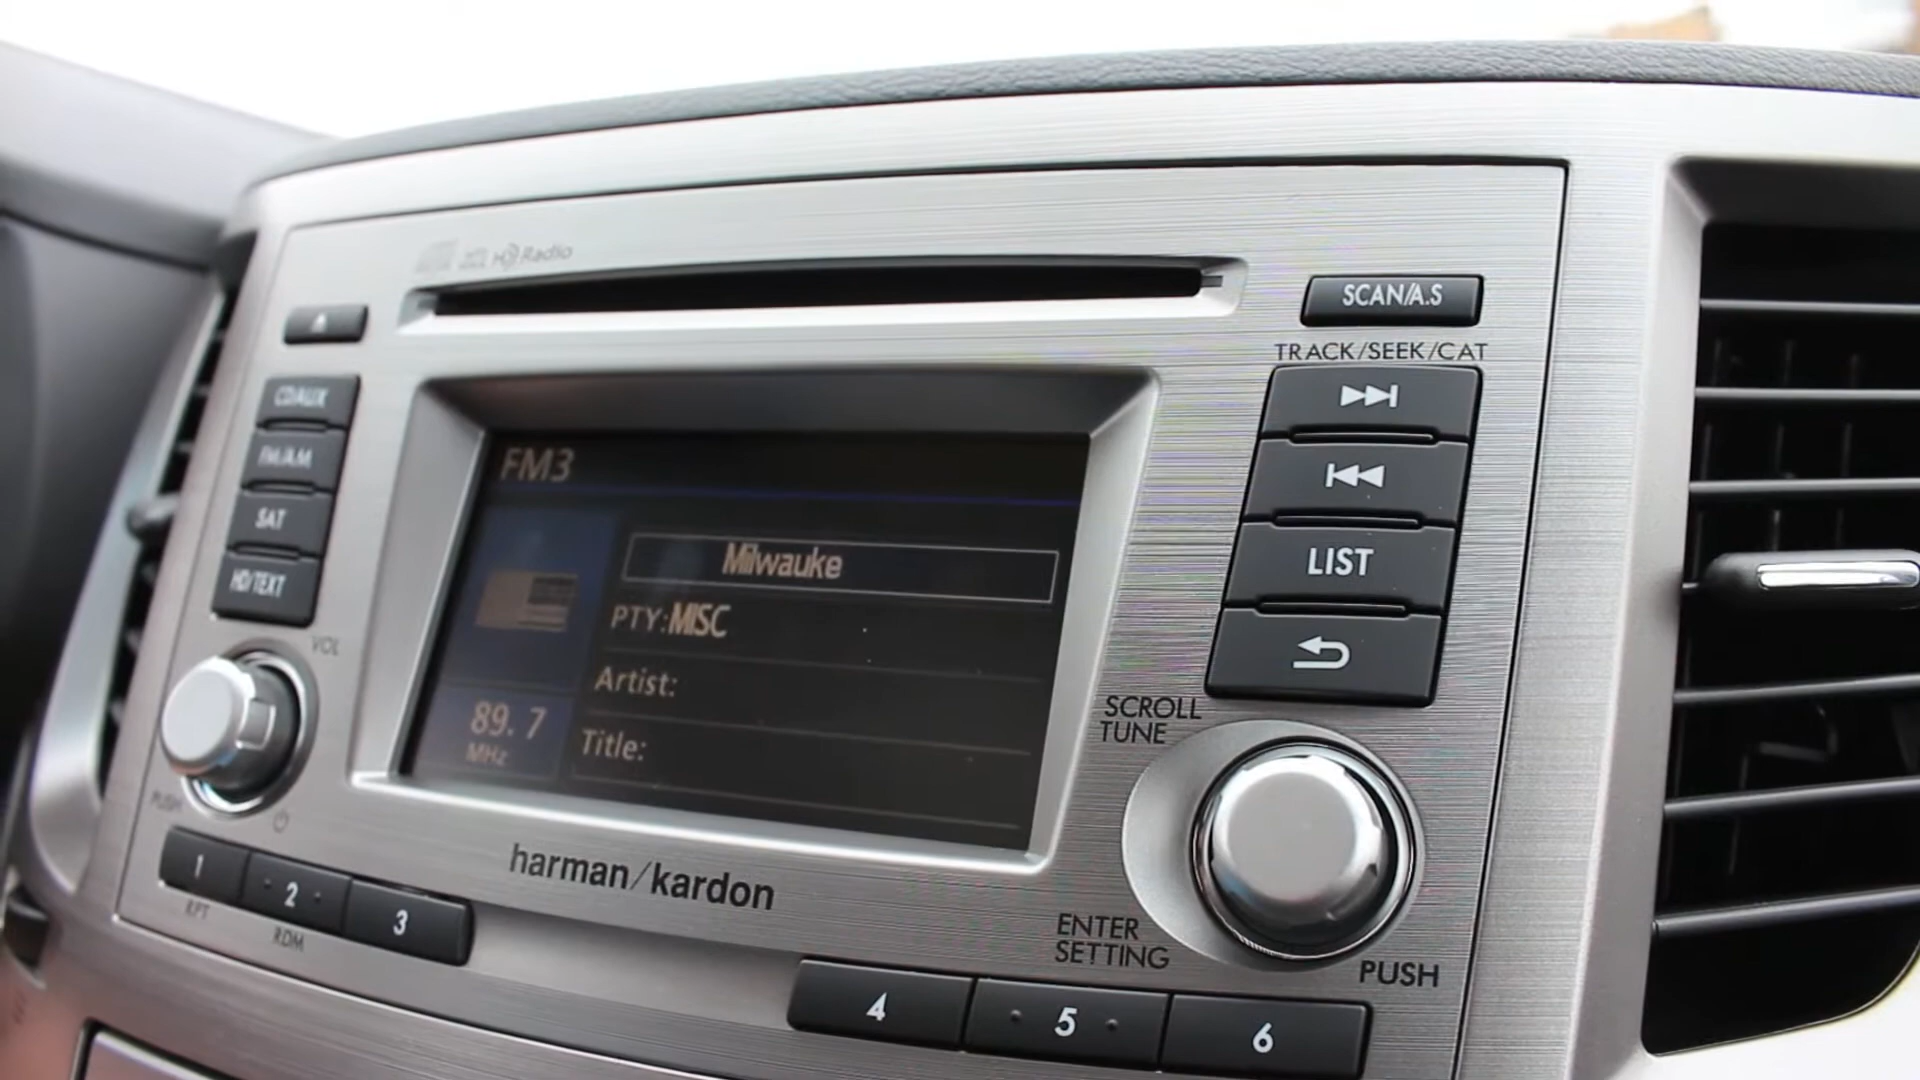 HD Radio
SCAN/A.S
TRACK/SEEK/CAT
CD/AUX
FM/AM
SAT
HD/TEXT
VOL
FM3
Milwauke
PTY:MISC
Artist:
Title:
89.7
MHz
LIST
SCROLL
TUNE
PUSH
harman/kardon
ENTER
SETTING
PUSH
1
2
3
RPT
RDM
4
5
6